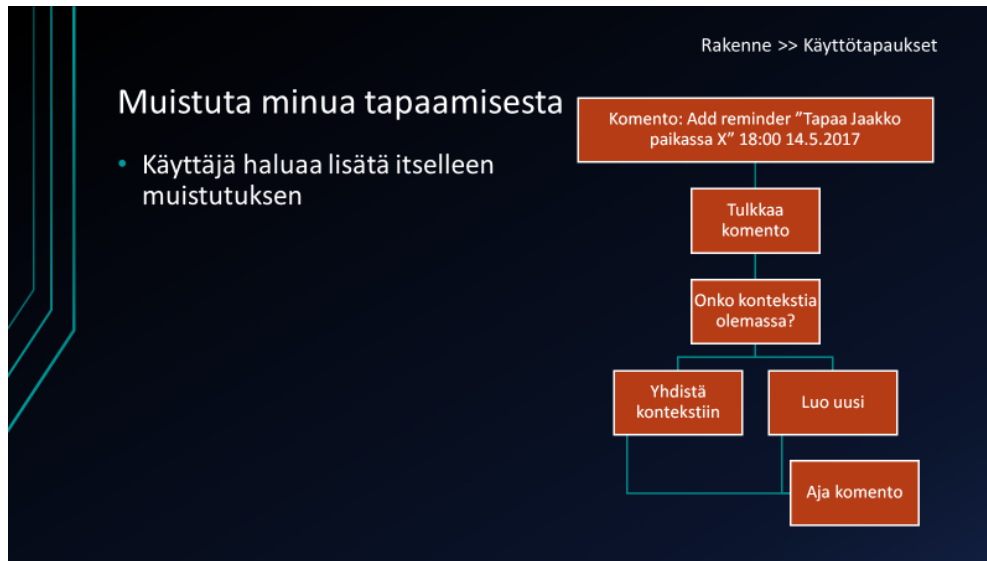 Rakenne >> Käyttötapaukset
Muistuta minua tapaamisesta
• Käyttäjä haluaa lisätä itselleen
muistutuksen
Komento: Add reminder ”Tapaa Jaakko
paikassa X” 18:00 14.5.2017
Tulkkaa
komento
Onko kontekstia
olemassa?
Yhdistä
kontekstiin
Luo uusi
Aja komento